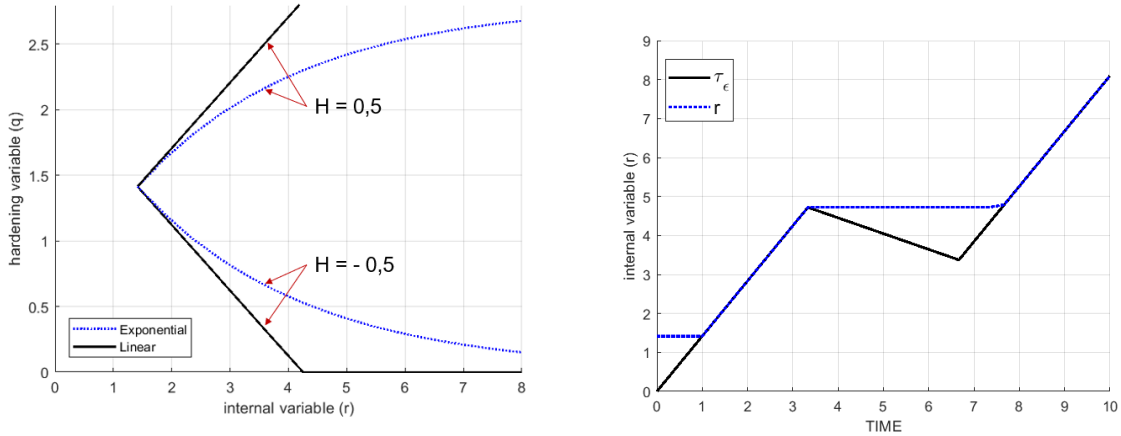 2.5
2
1.5
1
0.5
0
0 1 2 3 4 5 6 7 8
hardening variable (q)
internal variable (r)
H = 0,5
H = - 0,5
Exponential
Linear
9
8
7
6
5
4
3
2
1
0
0 1 2 3 4 5 6 7 8 9 10
internal variable (r)
TIME
τϵ
r